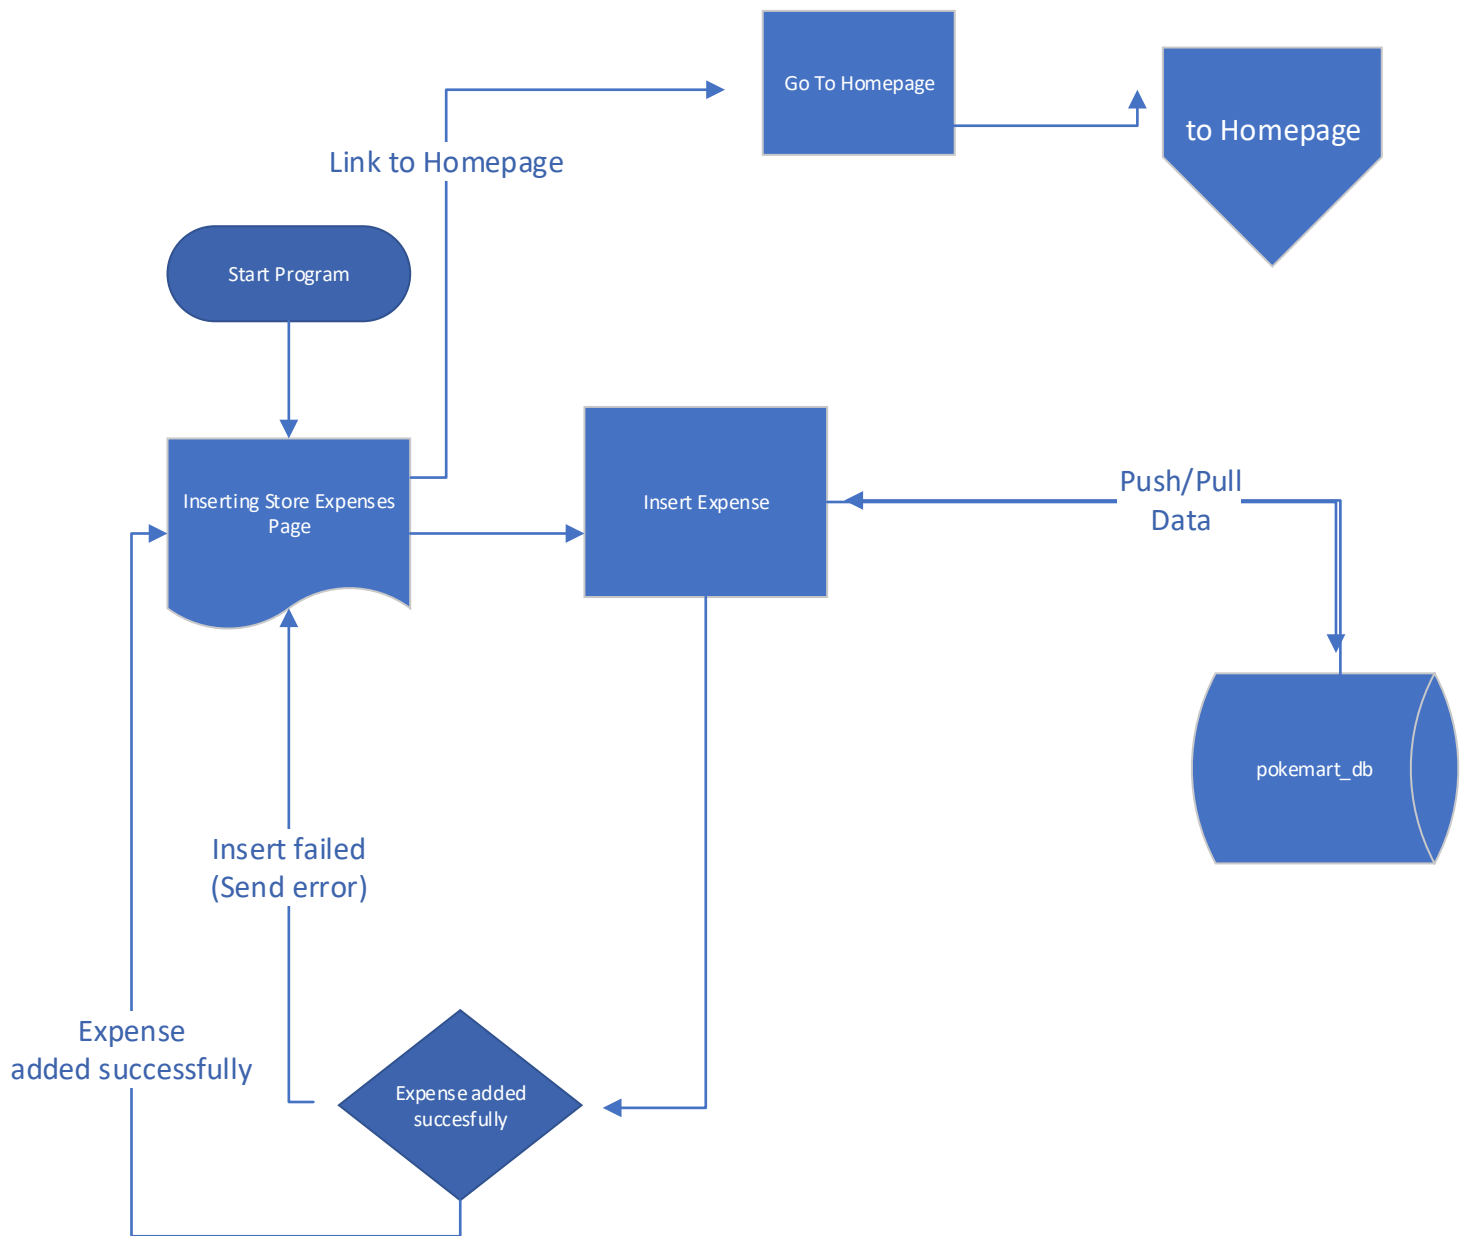 Go To Homepage
to Homepage
Link to Homepage
Start Program
Inserting Store Expenses
Page
Insert Expense
Push/Pull
Data
pokemart_db
Insert failed
(Send error)
Expense
added successfully
Expense added
succesfully